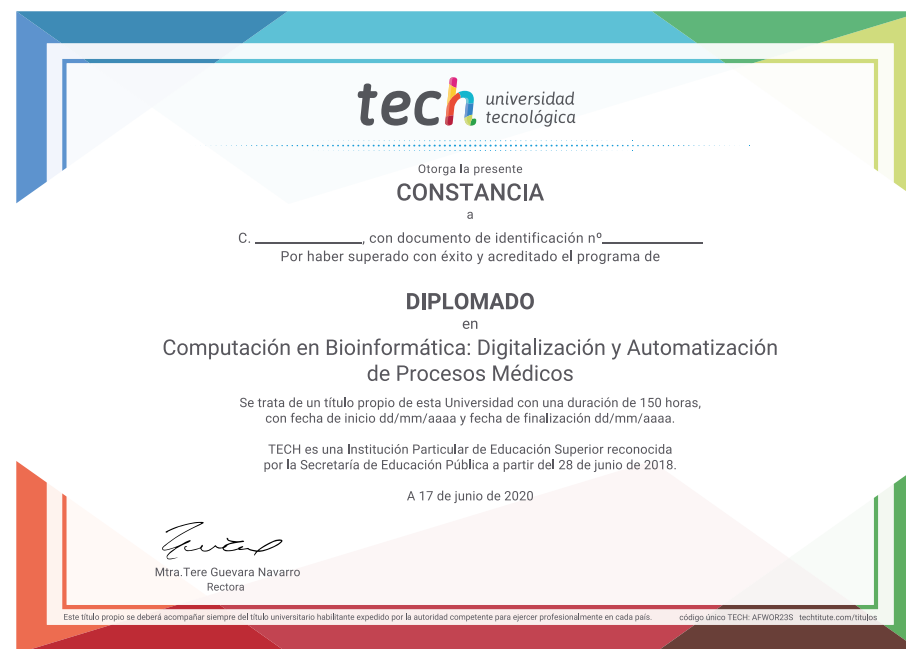 tech universidad
tecnológica
Otorga la presente
CONSTANCIA
a
C. ______________, con documento de identificación nº_____________
Por haber superado con éxito y acreditado el programa de
DIPLOMADO
en
Computación en Bioinformática: Digitalización y Automatización
de Procesos Médicos
Se trata de un título propio de esta Universidad con una duración de 150 horas,
con fecha de inicio dd/mm/aaaa y fecha de finalización dd/mm/aaaa.
TECH es una Institución Particular de Educación Superior reconocida
por la Secretaría de Educación Pública a partir del 28 de junio de 2018.
A 17 de junio de 2020
Mtra.Tere Guevara Navarro
Rectora
Este título propio se deberá acompañar siempre del título universitario habilitante expedido por la autoridad competente para ejercer profesionalmente en cada país. código único TECH: AFWOR23S techtitute.com/titulos